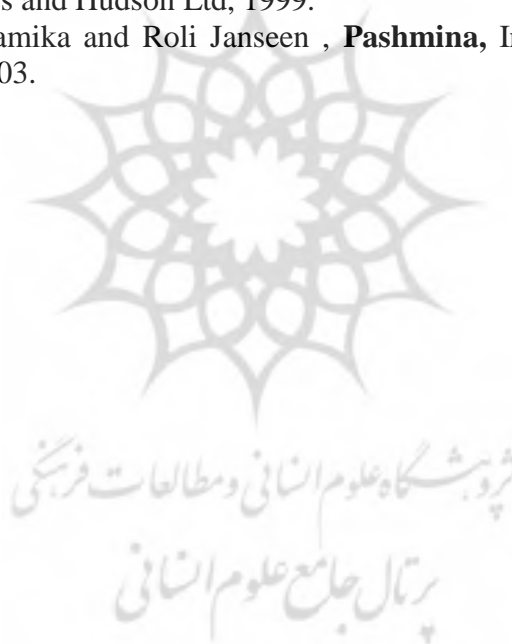 s and Hudson Ltd, 1999.
amika and Roli Janseen , Pashmina, In
03.
پژوهشگاه علوم انسانی و مطالعات فرهنگی
پرتال جامع علوم انسانی